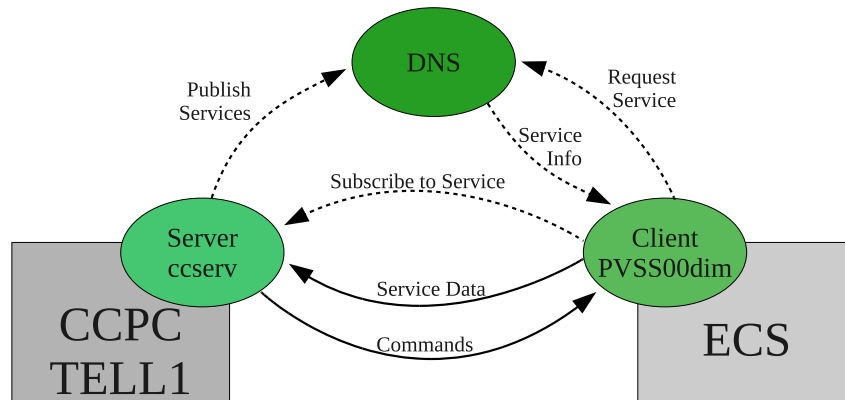 DNS
Publish
Services
Request
Service
Service
Info
Subscribe to Service
Server
ccserv
Client
PVSS00dim
Service Data
Commands
CCPC
TELL1
ECS